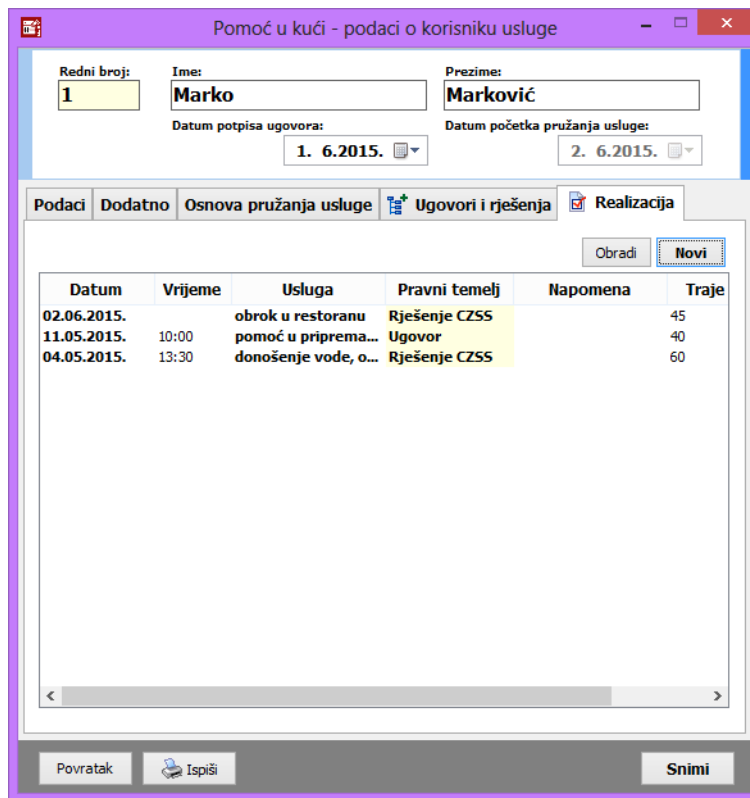 Pomoć u kući - podaci o korisniku usluge
Redni broj: Ime: Prezime:
1 Marko Marković
Datum potpisa ugovora: Datum početka pružanja usluge:
1. 6.2015. 2. 6.2015.
Podaci Dodatno Osnova pružanja usluge Ugovori i rješenja Realizacija
Obradi Novi
Datum Vrijeme Usluga Pravni temelj Napomena Traje
02.06.2015. obrok u restoranu Rješenje CZSS 45
11.05.2015. 10:00 pomoć u priprema... Ugovor 40
04.05.2015. 13:30 donošenje vode, o... Rješenje CZSS 60
Povratak Ispiši Snimi